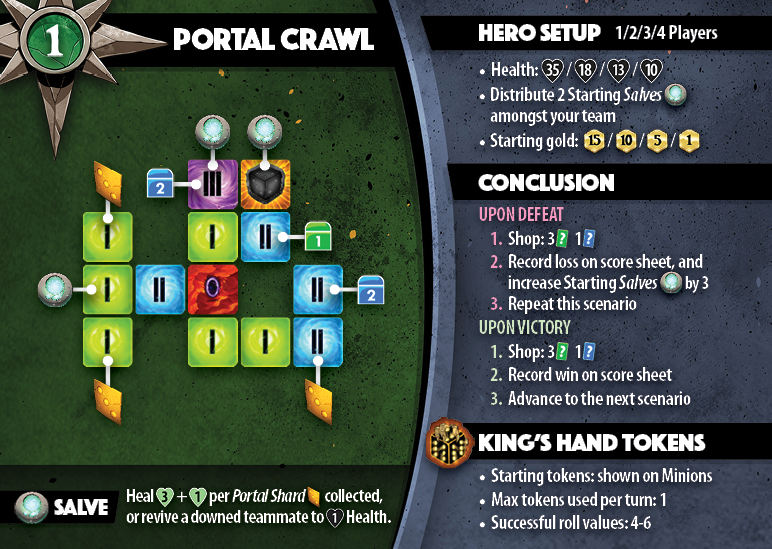 1
PORTAL CRAWL
2 III
I II 1
I II II 2
I I I II
SALVE
Heal 3 + 1 per Portal Shard collected,
or revive a downed teammate to 1 Health.
HERO SETUP 1/2/3/4 Players
• Health: 35 / 18 / 13 / 10
• Distribute 2 Starting Salves
amongst your team
• Starting gold: 15 / 10 / 5 / 1
CONCLUSION
UPON DEFEAT
1. Shop: 3 ? 1 ?
2. Record loss on score sheet, and
increase Starting Salves by 3
3. Repeat this scenario
UPON VICTORY
1. Shop: 3 ? 1 ?
2. Record win on score sheet
3. Advance to the next scenario
KING'S HAND TOKENS
• Starting tokens: shown on Minions
• Max tokens used per turn: 1
• Successful roll values: 4-6